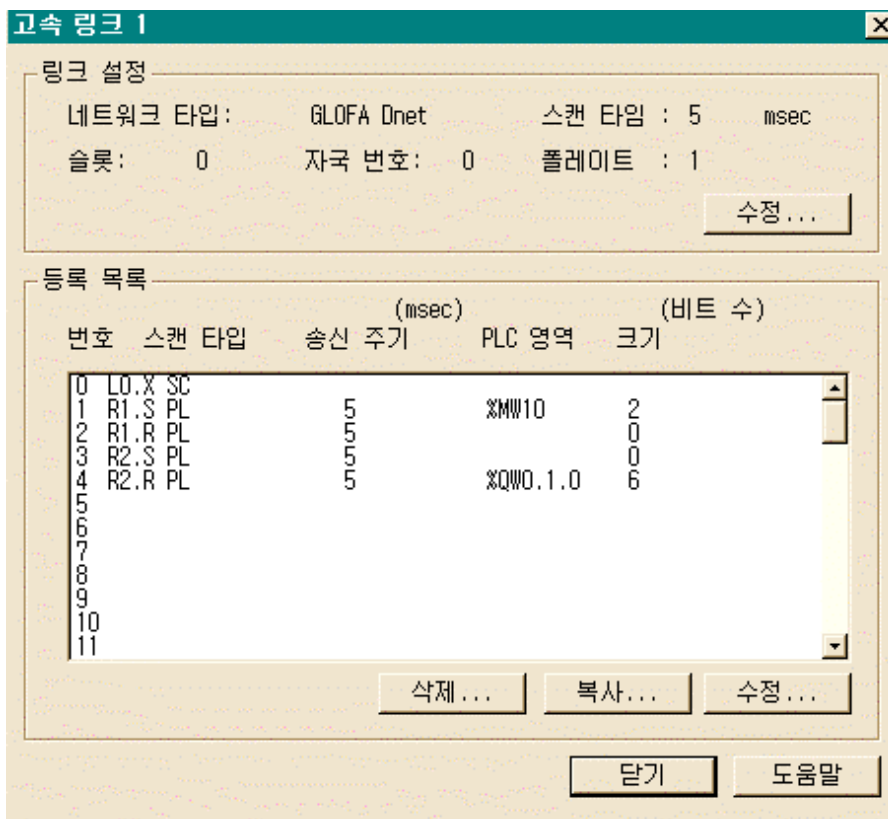 고속 링크 1
링크 설정
네트워크 타입: GLOFA Dnet 스캔 타임 : 5 msec
슬롯: 0 자국 번호: 0 폴레이트 : 1
수정...
등록 목록
(msec) (비트 수)
번호 스캔 타입 송신 주기 PLC 영역 크기
0 L0.X SC
1 R1.S PL 5 %MW10 2
2 R1.R PL 5 0
3 R2.S PL 5 0
4 R2.R PL 5 %QW0.1.0 6
5
6
7
8
9
10
11
삭제... 복사... 수정...
닫기 도움말